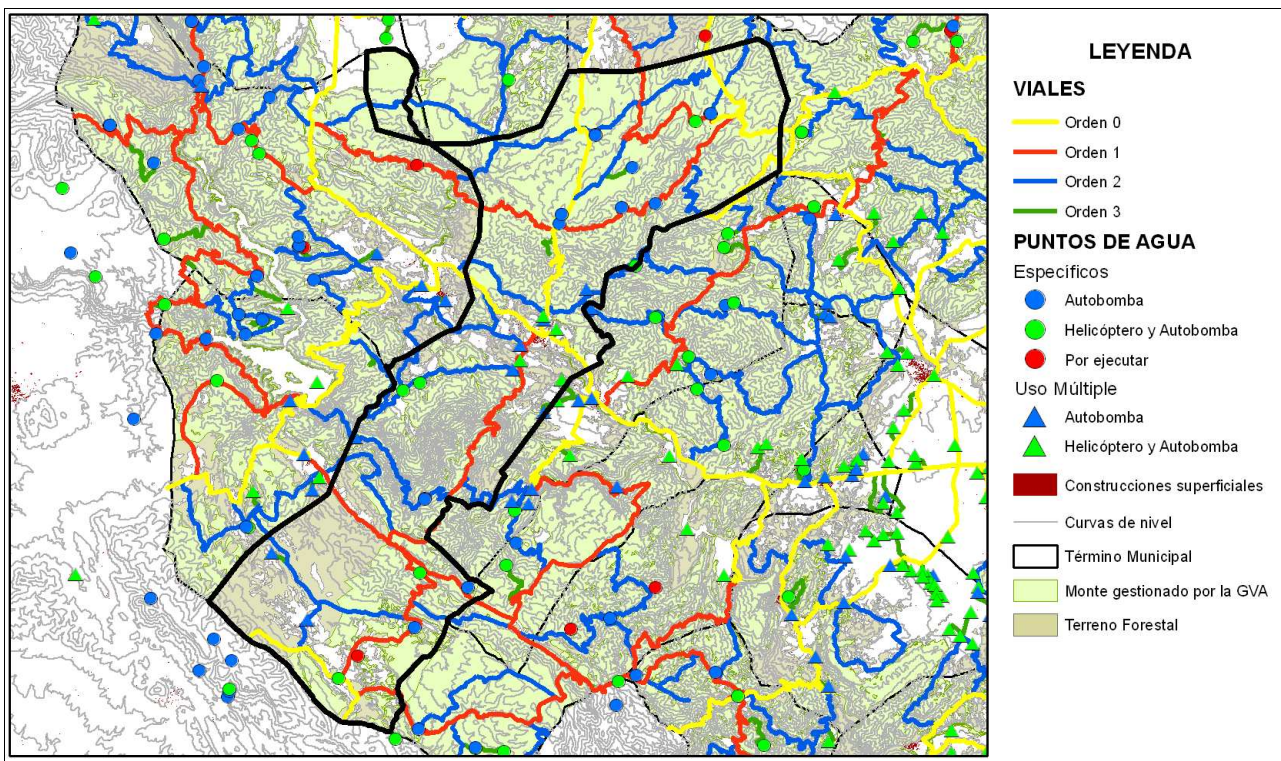 LEYENDA
VIALES
Orden 0
Orden 1
Orden 2
Orden 3
PUNTOS DE AGUA
Específicos
Autobomba
Helicóptero y Autobomba
Por ejecutar
Uso Múltiple
Autobomba
Helicóptero y Autobomba
Construcciones superficiales
Curvas de nivel
Término Municipal
Monte gestionado por la GVA
Terreno Forestal